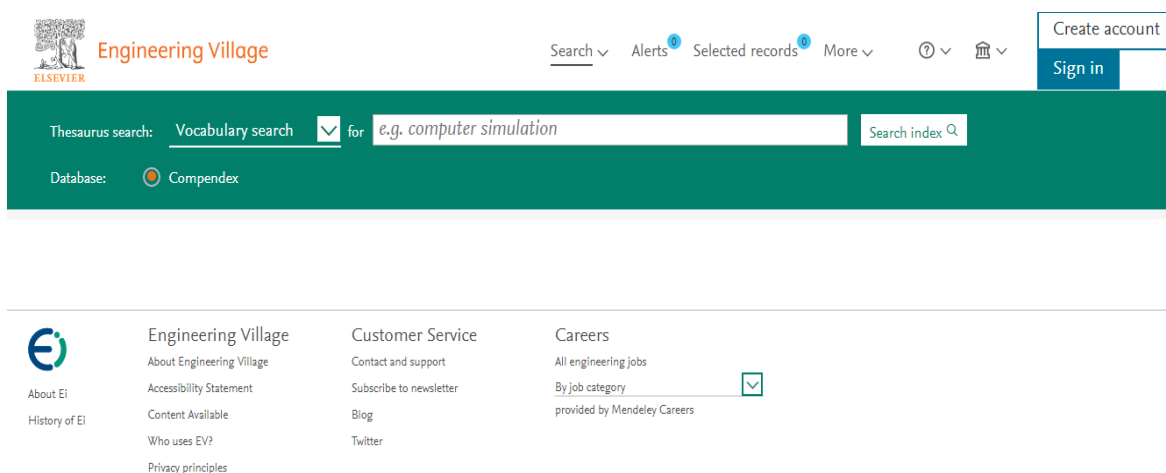 Create account
Engineering Village
Search Alerts 0 Selected records 0 More ?
Sign in
ELSEVIER
Thesaurus search: Vocabulary search for e.g. computer simulation Search index
Database: Compendex
Ei
About Ei
History of Ei
Engineering Village
About Engineering Village
Accessibility Statement
Content Available
Who uses EV?
Privacy principles
Customer Service
Contact and support
Subscribe to newsletter
Blog
Twitter
Careers
All engineering jobs
By job category
provided by Mendeley Careers